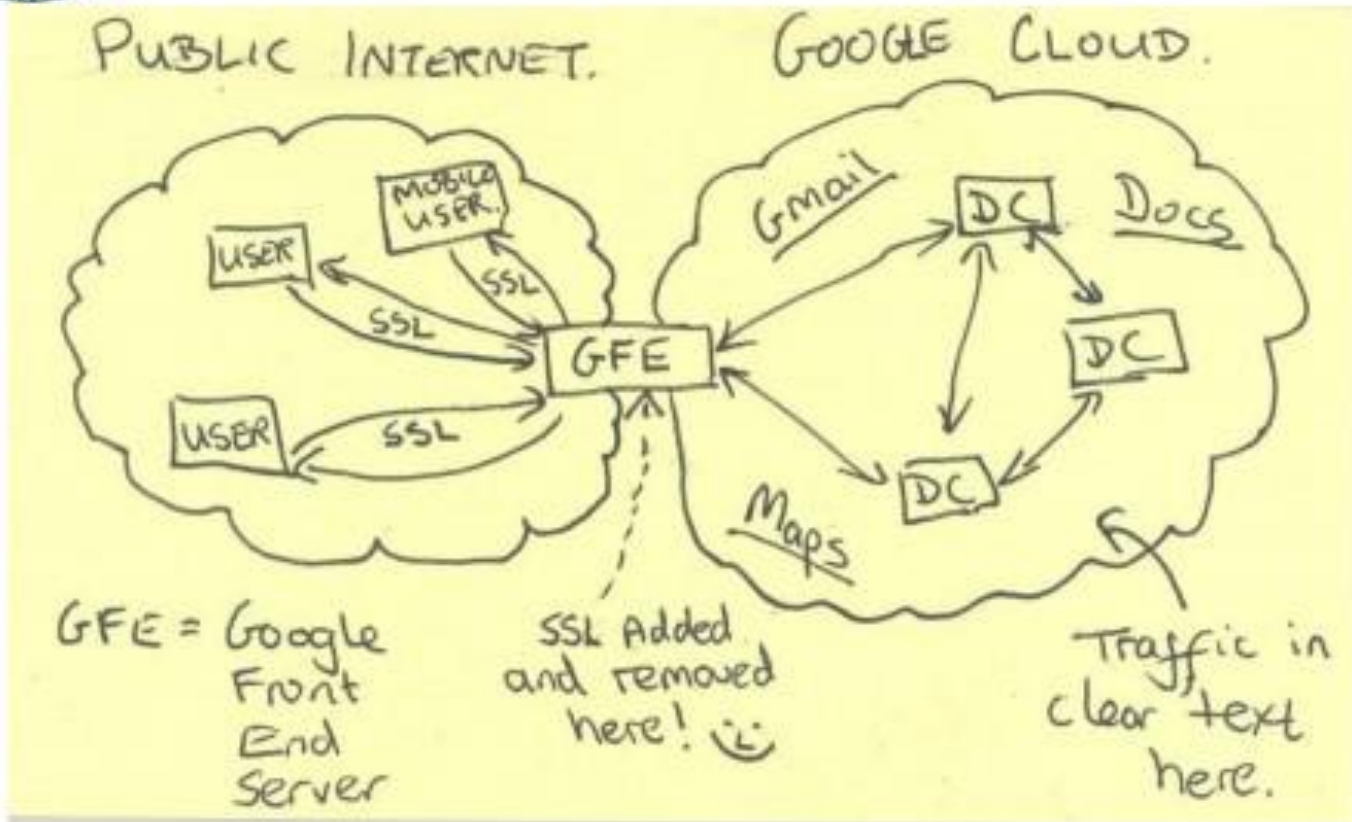 PUBLIC INTERNET.
GOOGLE CLOUD.
MOBILE
USER.
USER
SSL
SSL
USER
SSL
GFE
Gmail
DC
Docs
DC
DC
Maps
GFE = Google
Front
End
Server
SSL Added
and removed
here!
Traffic in
clear text
here.